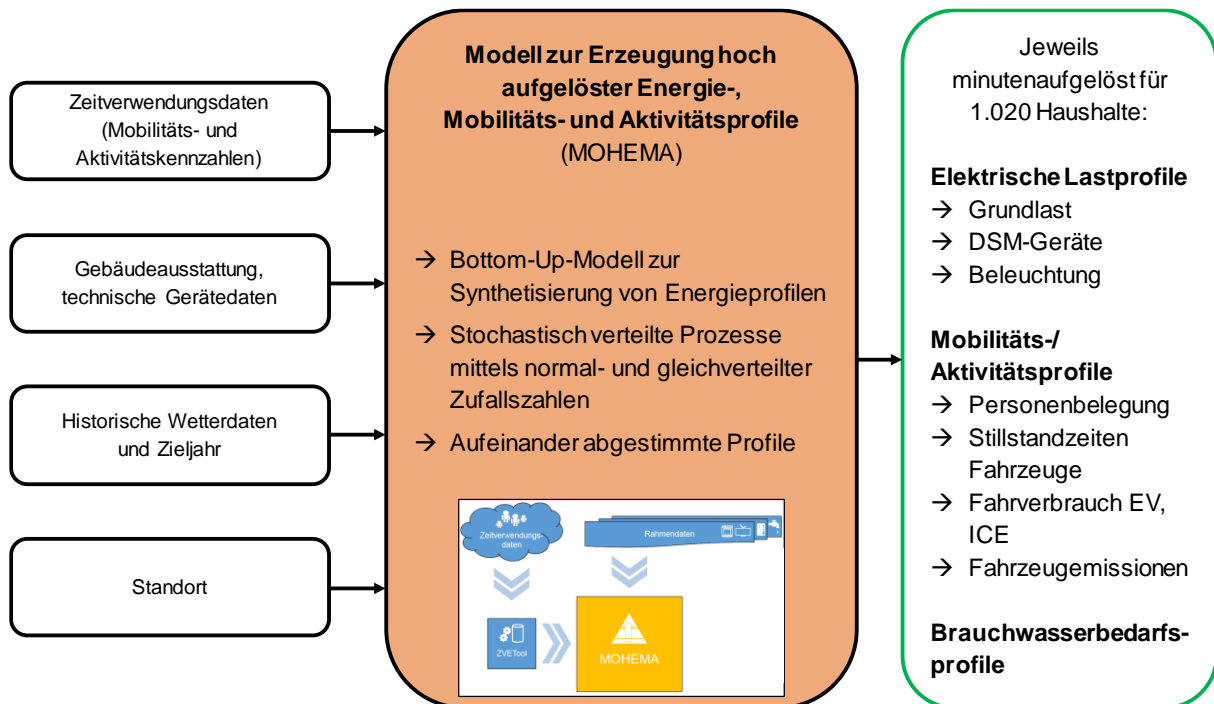 Zeitverwendungsdaten
(Mobilitäts- und
Aktivitätskennzahlen)
Gebäudeausstattung,
technische Gerätedaten
Historische Wetterdaten
und Zieljahr
Standort
Modell zur Erzeugung hoch
aufgelöster Energie-,
Mobilitäts- und Aktivitätsprofile
(MOHEMA)
→ Bottom-Up-Modell zur
Synthetisierung von Energieprofilen
→ Stochastisch verteilte Prozesse
mittels normal- und gleichverteilter
Zufallszahlen
→ Aufeinander abgestimmte Profile
Zeitverwendungs-
daten
Rahmendaten
ZVETool
MOHEMA
Jeweils
minutenaufgelöst für
1.020 Haushalte:
Elektrische Lastprofile
→ Grundlast
→ DSM-Geräte
→ Beleuchtung
Mobilitäts-/
Aktivitätsprofile
→ Personenbelegung
→ Stillstandzeiten
Fahrzeuge
→ Fahrverbrauch EV,
ICE
→ Fahrzeugemissionen
Brauchwasserbedarfs-
profile